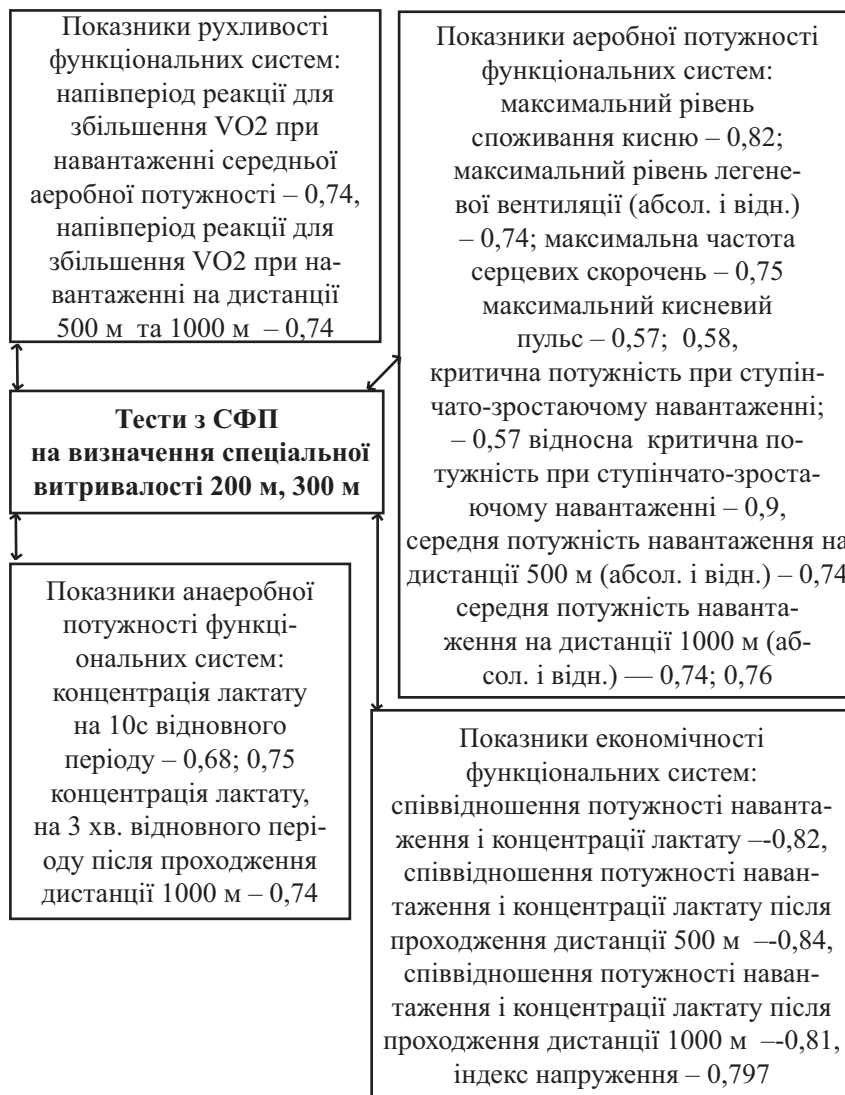 Показники рухливості
функціональних систем:
напівперіод реакції для
збільшення VO2 при
навантаженні середньої
аеробної потужності – 0,74,
напівперіод реакції для
збільшення VO2 при на-
вантаженні на дистанції
500 м та 1000 м – 0,74
Показники аеробної потужності
функціональних систем:
максимальний рівень
споживання кисню – 0,82;
максимальний рівень легене-
вої вентиляції (абсол. і відн.)
– 0,74; максимальна частота
серцевих скорочень – 0,75
максимальний кисневий
пульс – 0,57; 0,58,
критична потужність при ступін-
чато-зростаючому навантаженні;
– 0,57 відносна критична по-
тужність при ступінчато-зроста-
ючому навантаженні – 0,9,
середня потужність навантаження на
дистанції 500 м (абсол. і відн.) – 0,74
середня потужність наванта-
ження на дистанції 1000 м (аб-
сол. і відн.) — 0,74; 0,76
Тести з СФП
на визначення спеціальної
витривалості 200 м, 300 м
Показники анаеробної
потужності функці-
ональних систем:
концентрація лактату
на 10с відновного
періоду – 0,68; 0,75
концентрація лактату,
на 3 хв. відновного пері-
оду після проходження
дистанції 1000 м – 0,74
Показники економічності
функціональних систем:
співвідношення потужності наванта-
ження і концентрації лактату –-0,82,
співвідношення потужності наван-
таження і концентрації лактату після
проходження дистанції 500 м –-0,84,
співвідношення потужності наван-
таження і концентрації лактату після
проходження дистанції 1000 м –-0,81,
індекс напруження – 0,797